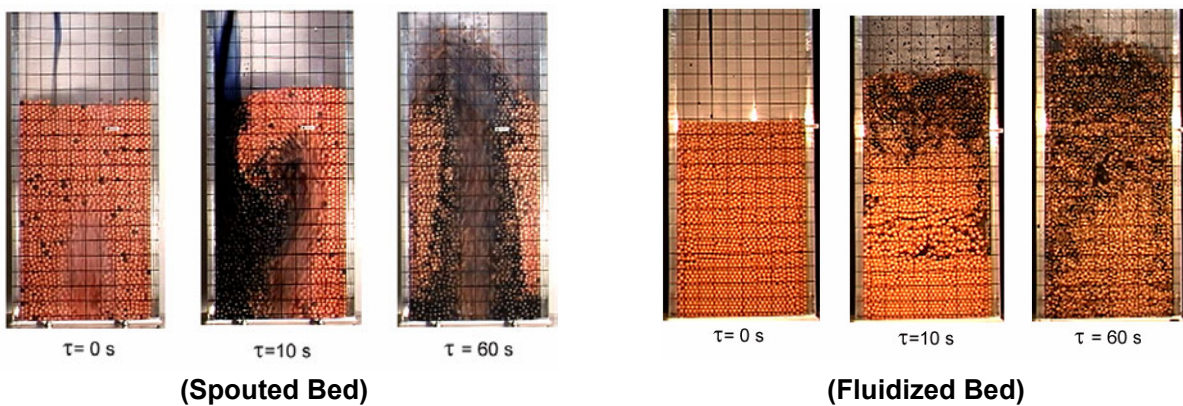 τ= 0 s
τ=10 s
τ = 60 s
(Spouted Bed)
τ= 0 s
τ=10 s
τ= 60 s
(Fluidized Bed)